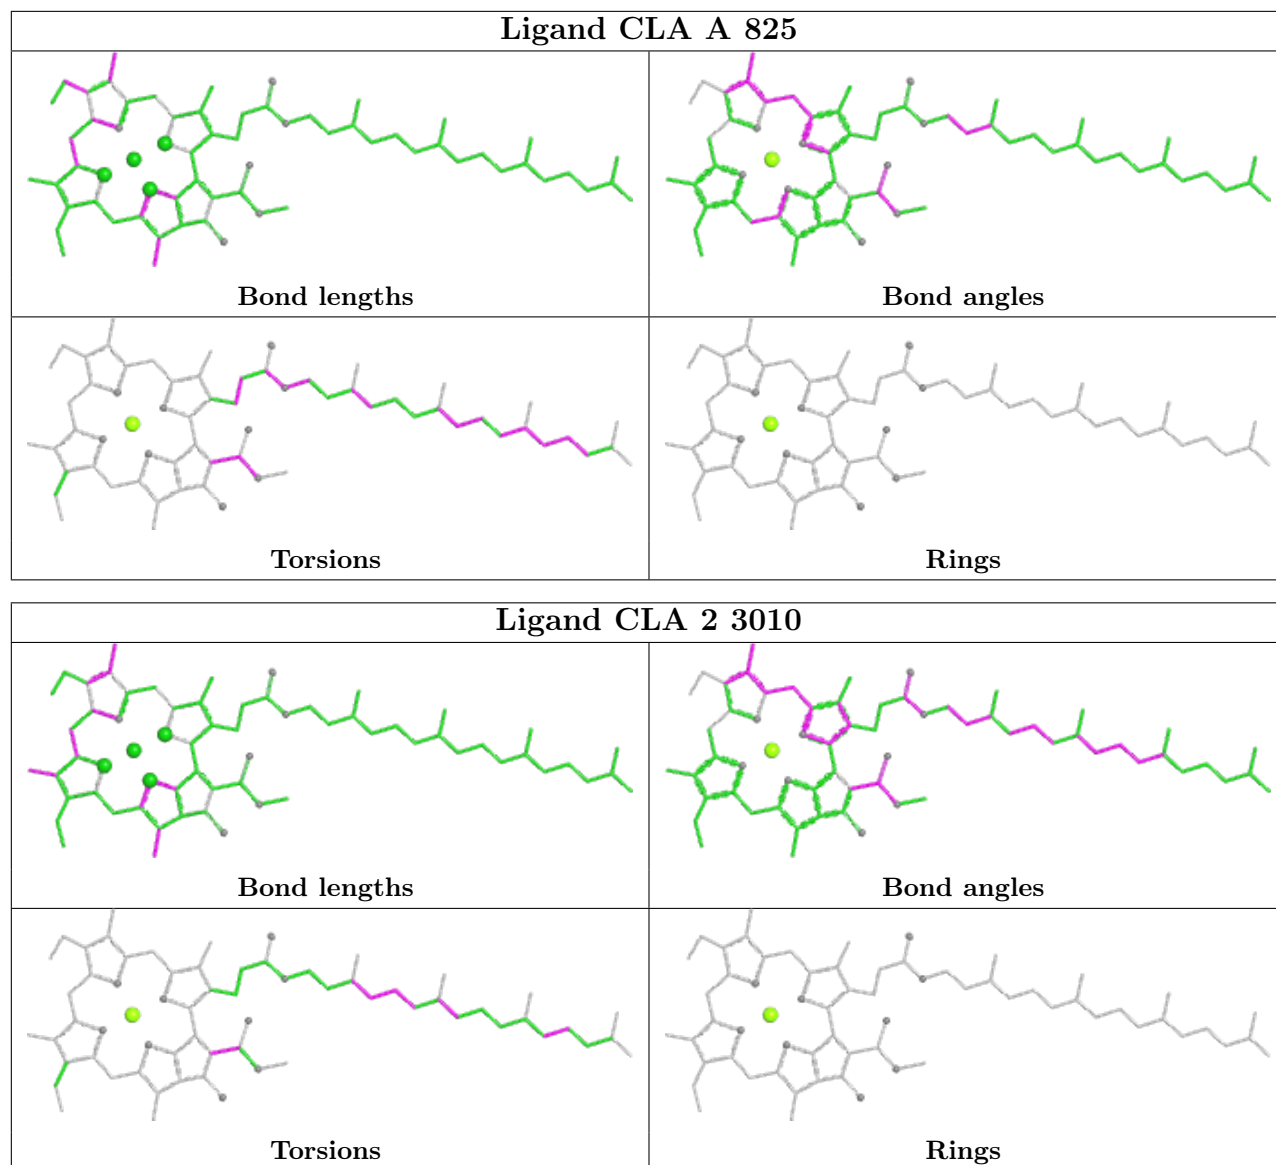 Ligand CLA A 825
Bond lengths
Bond angles
Torsions
Rings
Ligand CLA 2 3010
Bond lengths
Bond angles
Torsions
Rings